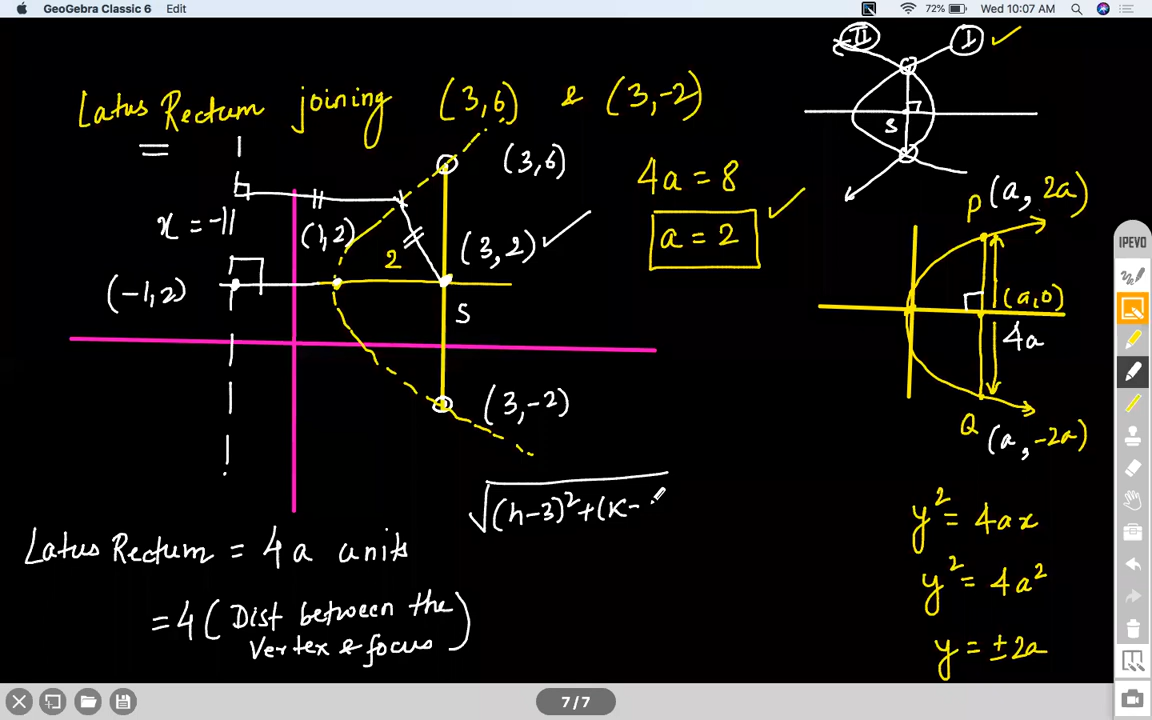 GeoGebra Classic 6 Edit 72% Wed 10:07 AM
II I
Latus Rectum joining (3,6) & (3,-2)
S
(3,6)
4a = 8
P (a, 2a)
x = -1
(1,2)
2
(3,2)
a = 2
IPEVO
(-1,2)
S
(a,0)
4a
(3,-2)
Q (a, -2a)
√(h-3)²+(K-
y² = 4ax
Latus Rectum = 4a units
y² = 4a²
= 4 (Dist between the
Vertex & focus)
y = ±2a
7/7